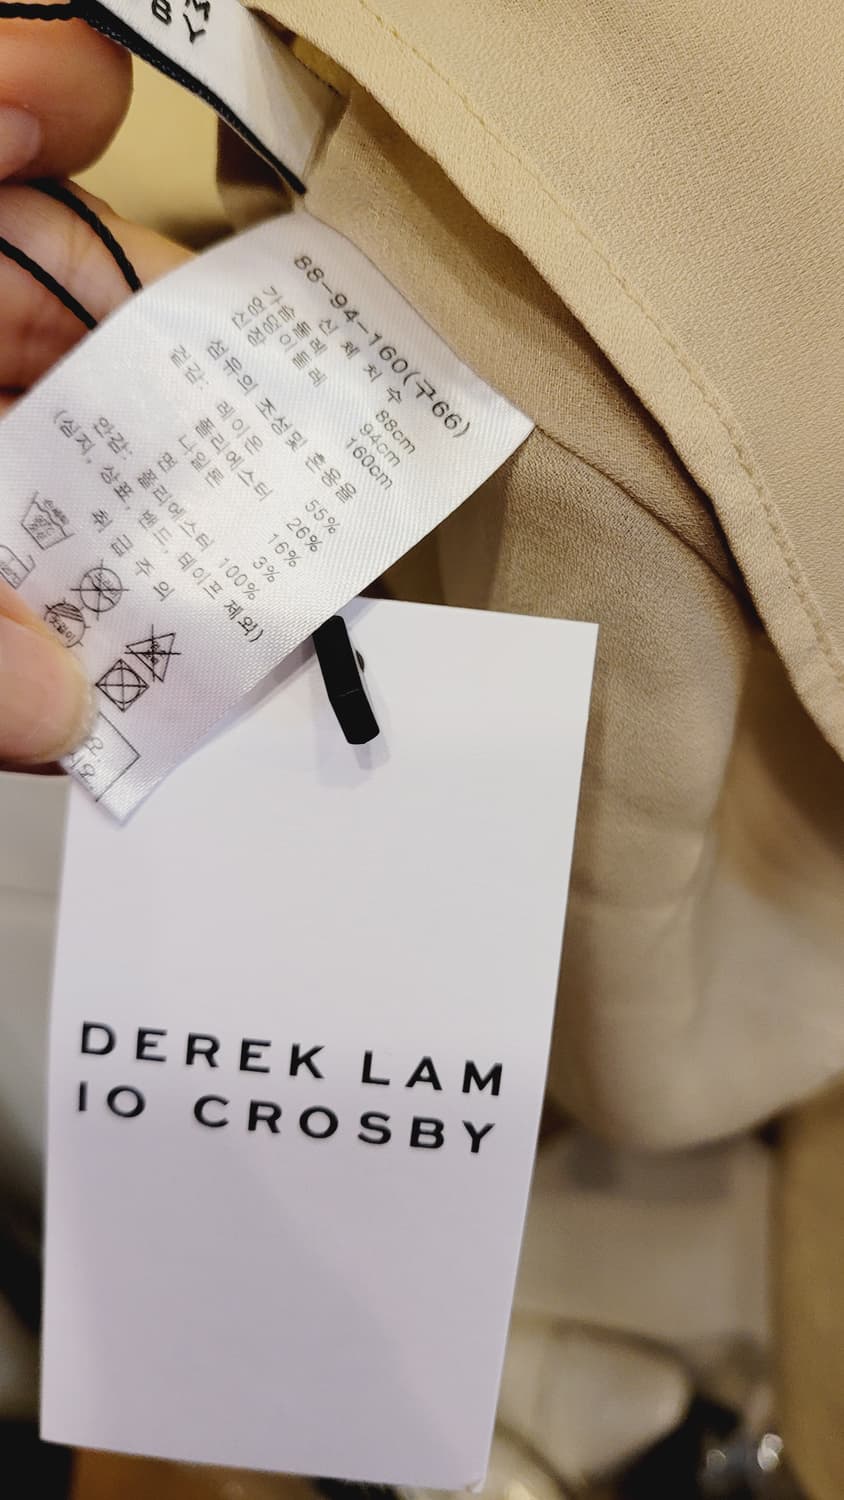 BY
88-94-160(구66)
신 체 치 수
가슴둘레 88cm
엉덩이둘레 94cm
신장 160cm
섬유의 조성및 혼용율
겉감: 레이온 55%
폴리에스터 26%
면 16%
나일론 3%
안감: 폴리에스터 100%
(심지, 상표, 밴드, 테이프 제외)
취 급 주 의
DEREK LAM
10 CROSBY